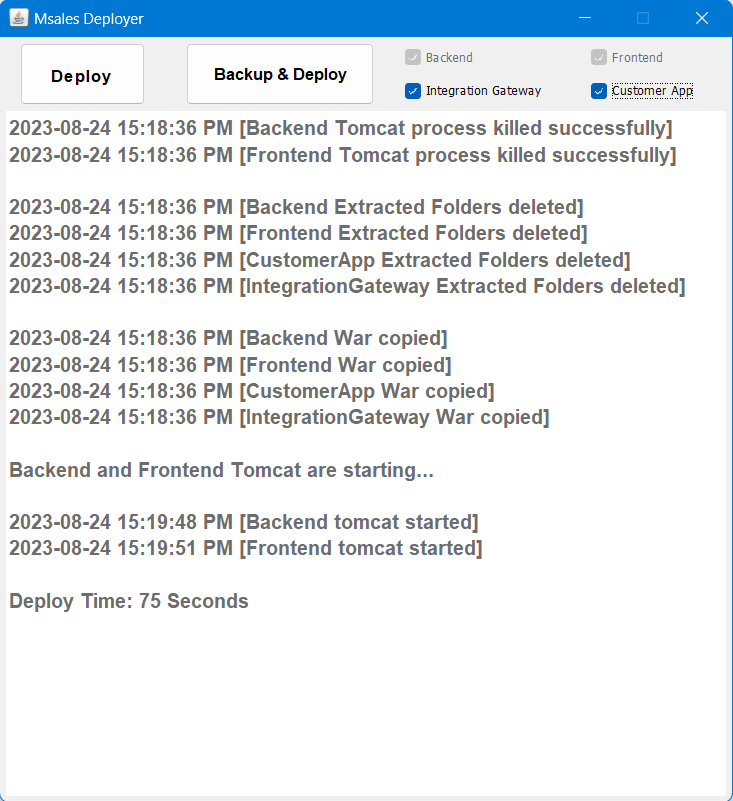 Msales Deployer
Deploy
Backup & Deploy
Backend
Frontend
Integration Gateway
Customer App
2023-08-24 15:18:36 PM [Backend Tomcat process killed successfully]
2023-08-24 15:18:36 PM [Frontend Tomcat process killed successfully]
2023-08-24 15:18:36 PM [Backend Extracted Folders deleted]
2023-08-24 15:18:36 PM [Frontend Extracted Folders deleted]
2023-08-24 15:18:36 PM [CustomerApp Extracted Folders deleted]
2023-08-24 15:18:36 PM [IntegrationGateway Extracted Folders deleted]
2023-08-24 15:18:36 PM [Backend War copied]
2023-08-24 15:18:36 PM [Frontend War copied]
2023-08-24 15:18:36 PM [CustomerApp War copied]
2023-08-24 15:18:36 PM [IntegrationGateway War copied]
Backend and Frontend Tomcat are starting...
2023-08-24 15:19:48 PM [Backend tomcat started]
2023-08-24 15:19:51 PM [Frontend tomcat started]
Deploy Time: 75 Seconds